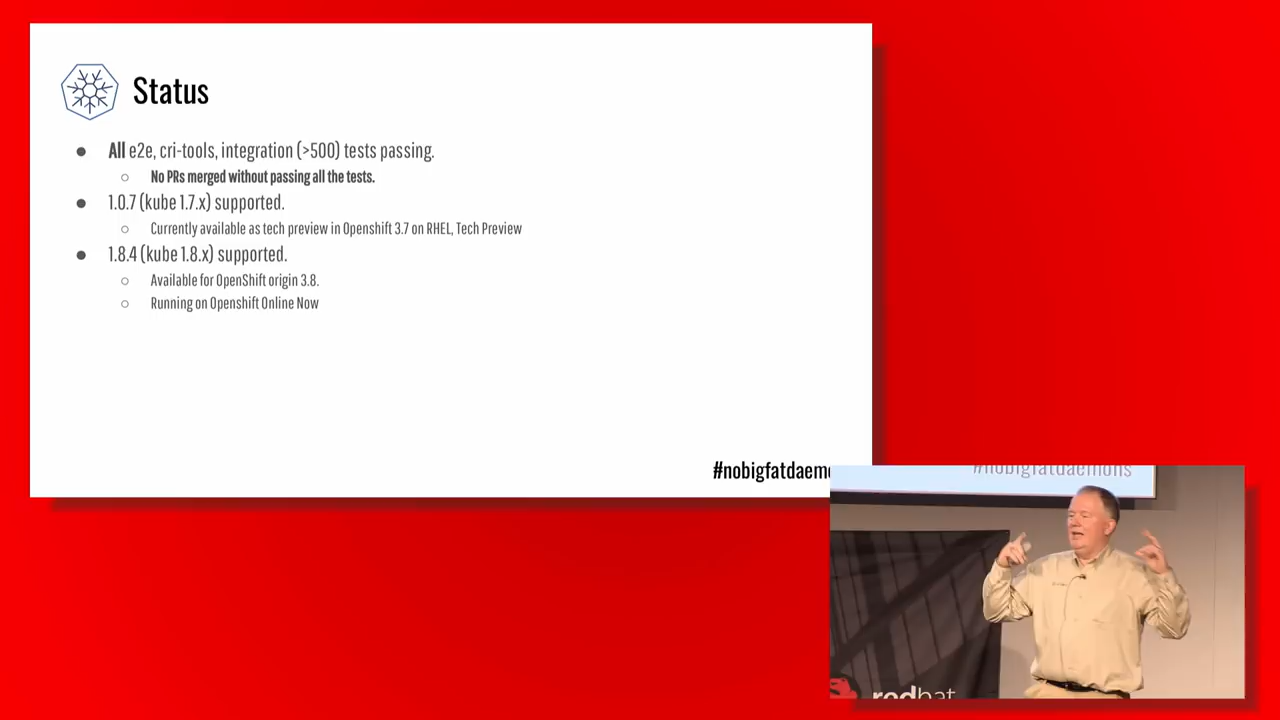 Status
● All e2e, cri-tools, integration (>500) tests passing.
○ No PRs merged without passing all the tests.
● 1.0.7 (kube 1.7.x) supported.
○ Currently available as tech preview in Openshift 3.7 on RHEL, Tech Preview
● 1.8.4 (kube 1.8.x) supported.
○ Available for OpenShift origin 3.8.
○ Running on Openshift Online Now
#nobigfatdaemo
#nobigfatdaemons
redhat